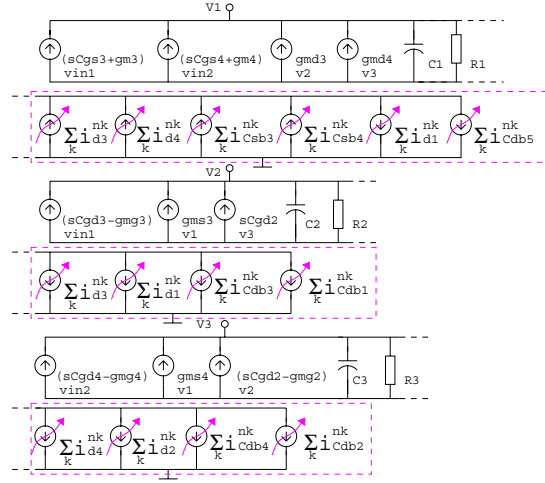 V1
(sCgs3+gm3) (sCgs4+gm4) gmd3 gmd4 C1 R1
vin1 vin2 v2 v3
∑k i nk d3 ∑k i nk d4 ∑k i nk Csb3 ∑k i nk Csb4 ∑k i nk d1 ∑k i nk Cdb5
V2
(sCgd3-gmg3) gms3 sCgd2 C2 R2
vin1 v1 v3
∑k i nk d3 ∑k i nk d1 ∑k i nk Cdb3 ∑k i nk Cdb1
V3
(sCgd4-gmg4) gms4 (sCgd2-gmg2) C3 R3
vin2 v1 v2
∑k i nk d4 ∑k i nk d2 ∑k i nk Cdb4 ∑k i nk Cdb2